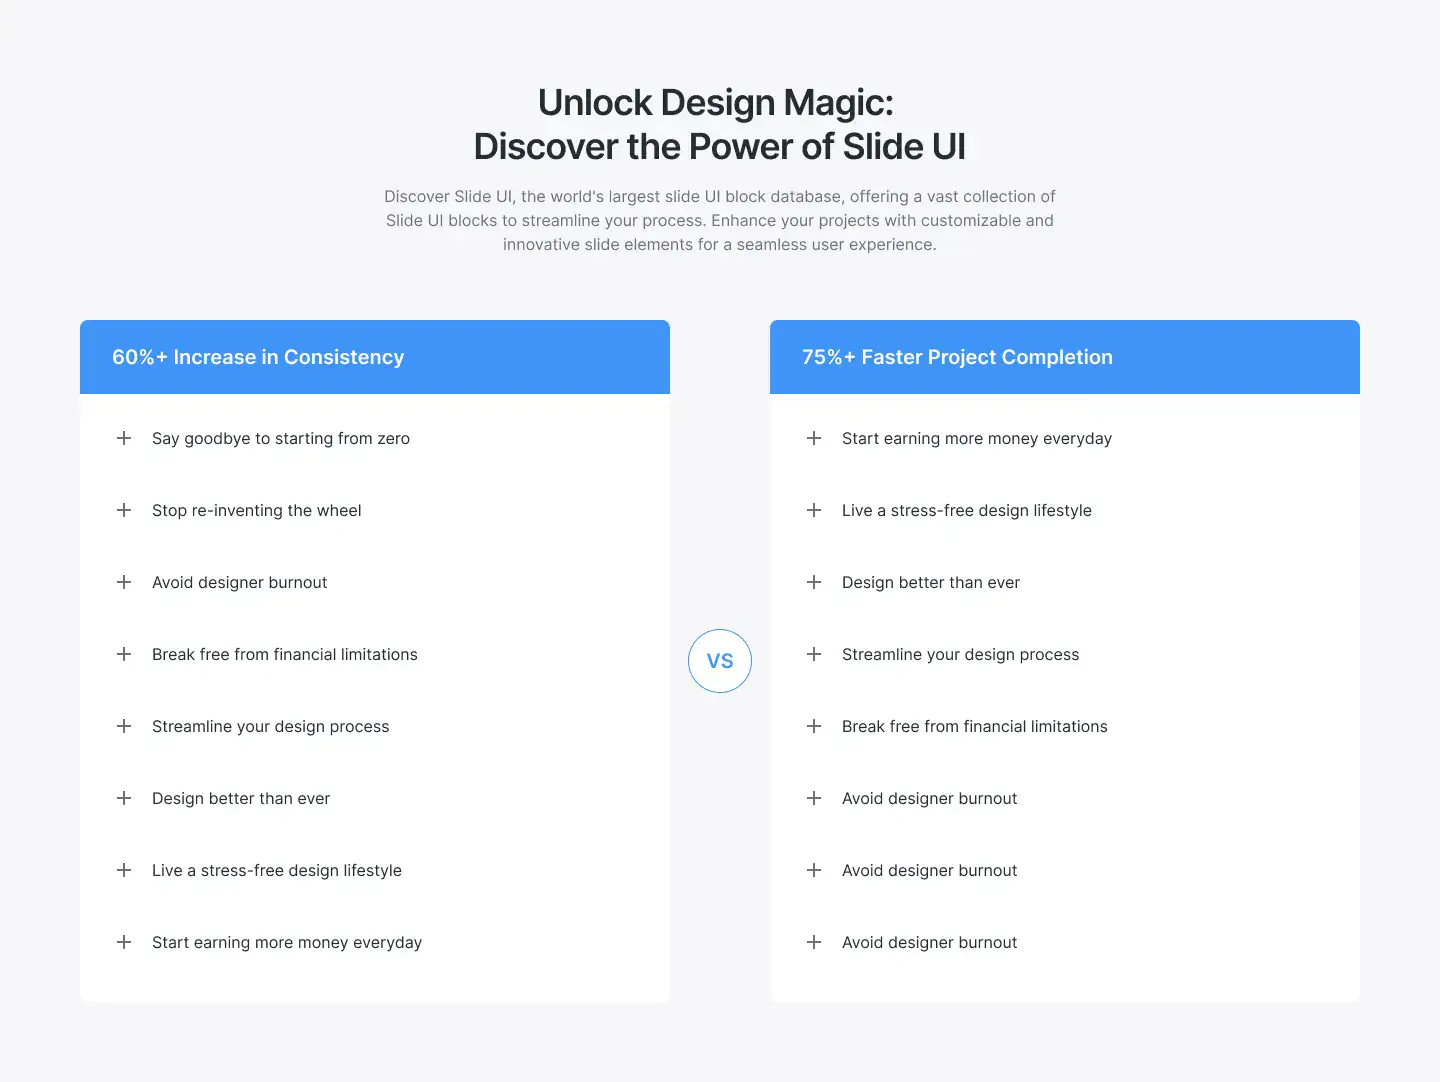 Unlock Design Magic:
Discover the Power of Slide UI
Discover Slide UI, the world's largest slide UI block database, offering a vast collection of
Slide UI blocks to streamline your process. Enhance your projects with customizable and
innovative slide elements for a seamless user experience.
60%+ Increase in Consistency
Say goodbye to starting from zero
Stop re-inventing the wheel
Avoid designer burnout
Break free from financial limitations
Streamline your design process
Design better than ever
Live a stress-free design lifestyle
Start earning more money everyday
VS
75%+ Faster Project Completion
Start earning more money everyday
Live a stress-free design lifestyle
Design better than ever
Streamline your design process
Break free from financial limitations
Avoid designer burnout
Avoid designer burnout
Avoid designer burnout